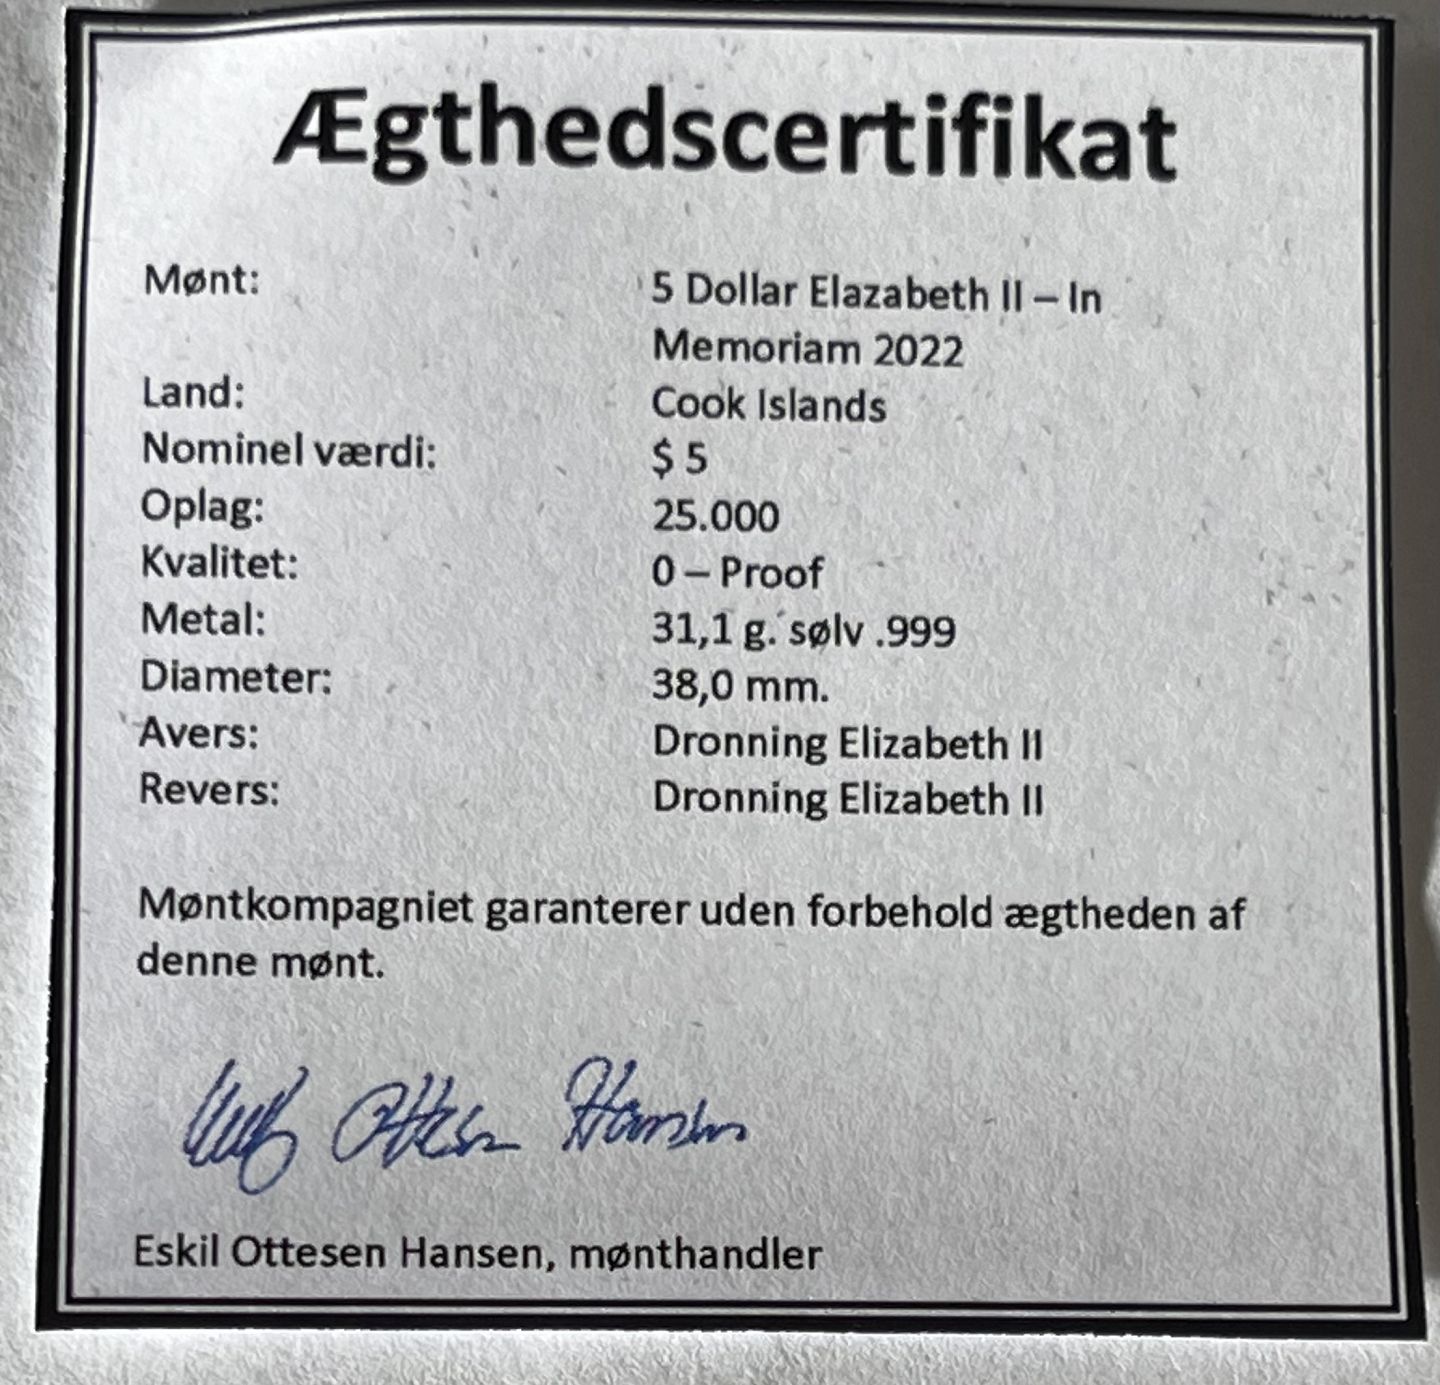 Ægthedscertifikat
Mønt: 5 Dollar Elazabeth II – In
Memoriam 2022
Land: Cook Islands
Nominel værdi: $ 5
Oplag: 25.000
Kvalitet: 0 – Proof
Metal: 31,1 g. sølv .999
Diameter: 38,0 mm.
Avers: Dronning Elizabeth II
Revers: Dronning Elizabeth II
Møntkompagniet garanterer uden forbehold ægtheden af
denne mønt.
Ottesen Hansen
Eskil Ottesen Hansen, mønthandler